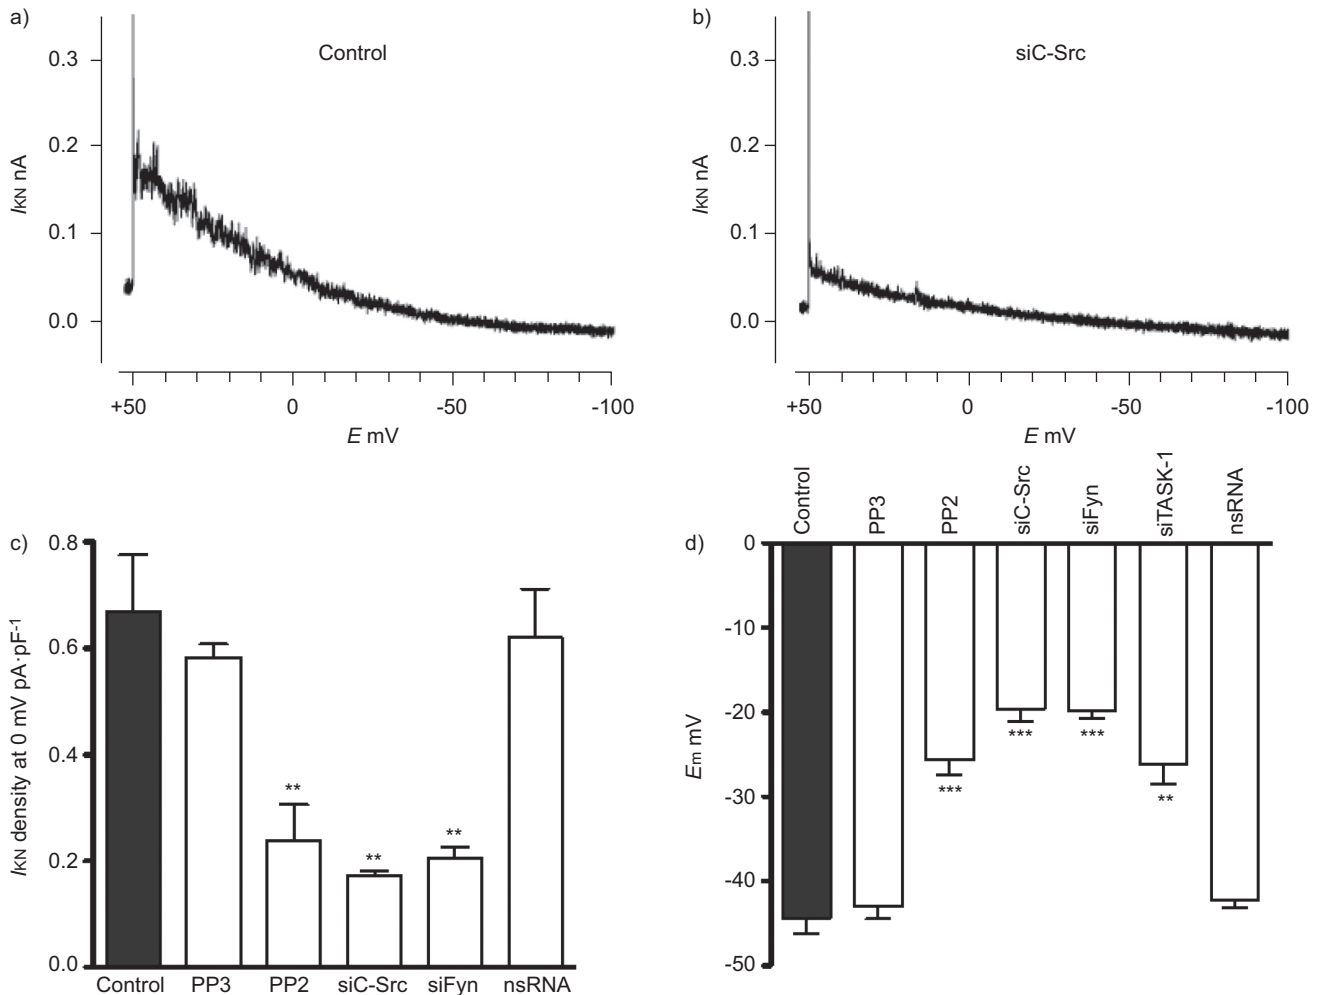 a)
Control
0.3
0.2
0.1
0.0
IKN nA
+50 0 -50 -100
E mV
b)
siC-Src
0.3
0.2
0.1
0.0
IKN nA
+50 0 -50 -100
E mV
c)
0.8
0.6
0.4
0.2
0.0
IKN density at 0 mV pA·pF-1
**
**
**
Control PP3 PP2 siC-Src siFyn nsRNA
d)
Control PP3 PP2 siC-Src siFyn siTASK-1 nsRNA
0
-10
-20
-30
-40
-50
Em mV
***
***
***
**